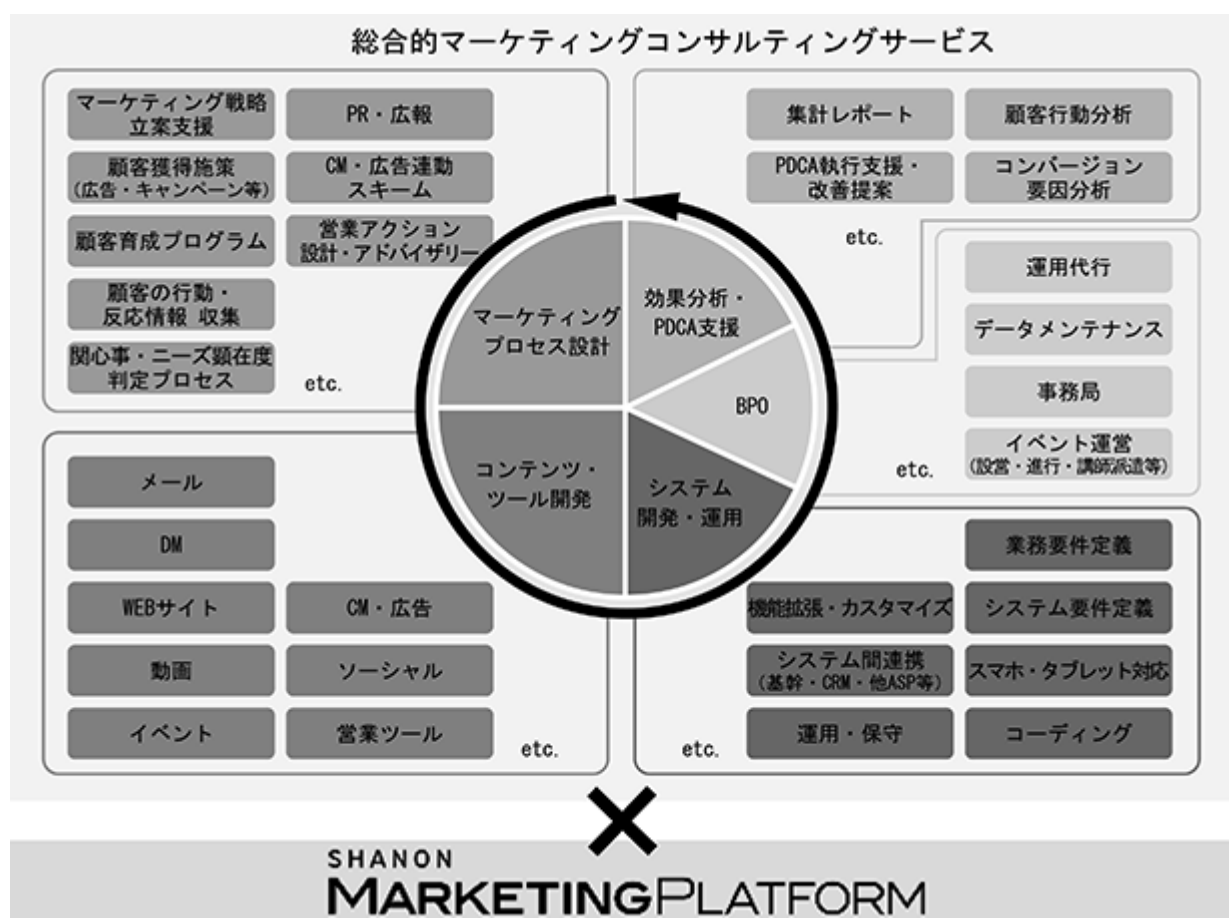 総合的マーケティングコンサルティングサービス
マーケティング戦略
立案支援
PR・広報
顧客獲得施策
(広告・キャンペーン等)
CM・広告連動
スキーム
顧客育成プログラム
営業アクション
設計・アドバイザリー
顧客の行動・
反応情報 収集
関心事・ニーズ顕在度
判定プロセス
etc.
集計レポート
顧客行動分析
PDCA執行支援・
改善提案
コンバージョン
要因分析
etc.
運用代行
データメンテナンス
事務局
イベント運営
(設営・進行・講師派遣等)
etc.
マーケティング
プロセス設計
効果分析・
PDCA支援
BPO
コンテンツ・
ツール開発
システム
開発・運用
メール
DM
WEBサイト
CM・広告
動画
ソーシャル
イベント
営業ツール
etc.
業務要件定義
機能拡張・カスタマイズ
システム要件定義
システム間連携
(基幹・CRM・他ASP等)
スマホ・タブレット対応
運用・保守
コーディング
etc.
SHANON
MARKETINGPLATFORM